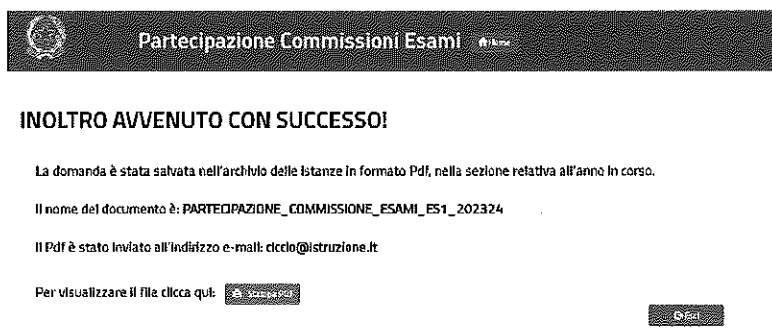 Partecipazione Commissioni Esami Home
INOLTRO AVVENUTO CON SUCCESSO!
La domanda è stata salvata nell'archivio delle istanze in formato Pdf, nella sezione relativa all'anno in corso.
Il nome del documento è: PARTECIPAZIONE_COMMISSIONE_ESAMI_ES1_202324
Il Pdf è stato inviato all'indirizzo e-mail: ciccio@istruzione.it
Per visualizzare il file clicca qui:
Esci